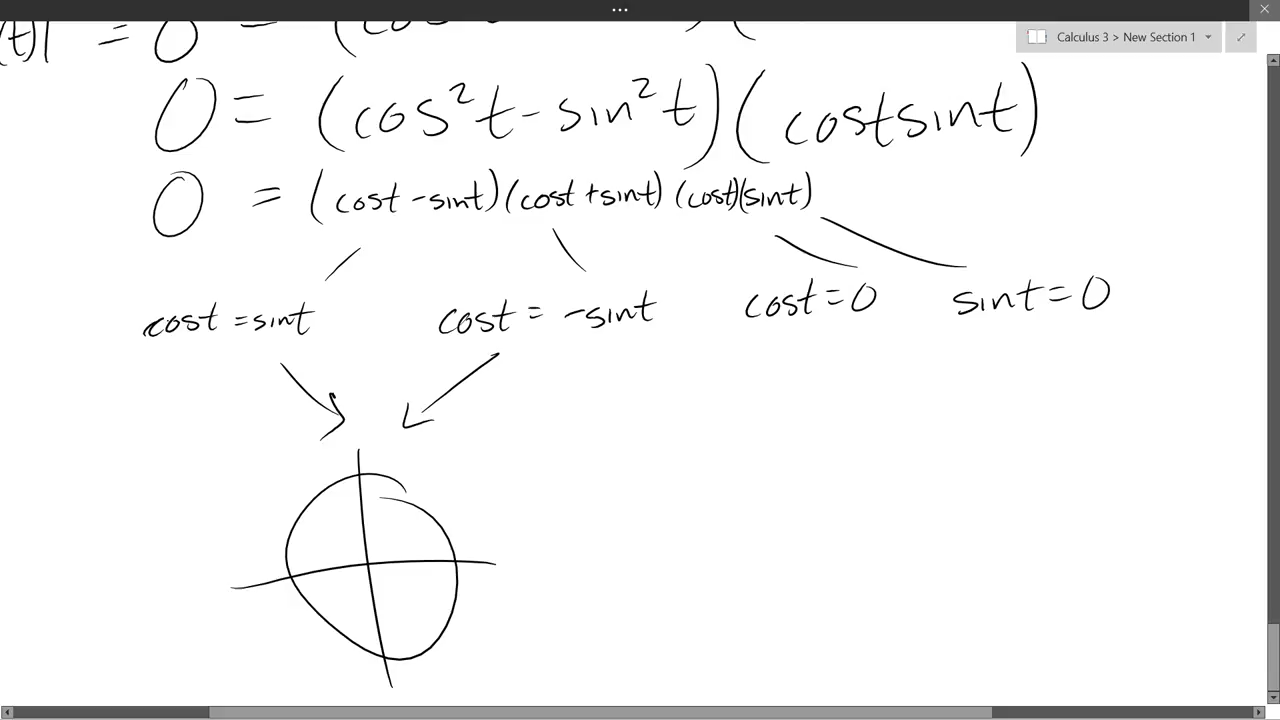 Calculus 3 > New Section 1
0 = (cos²t - sin²t)(costsint)
0 = (cost - sint)(cost + sint)(cost)(sint)
cost = sint cost = -sint cost = 0 sint = 0